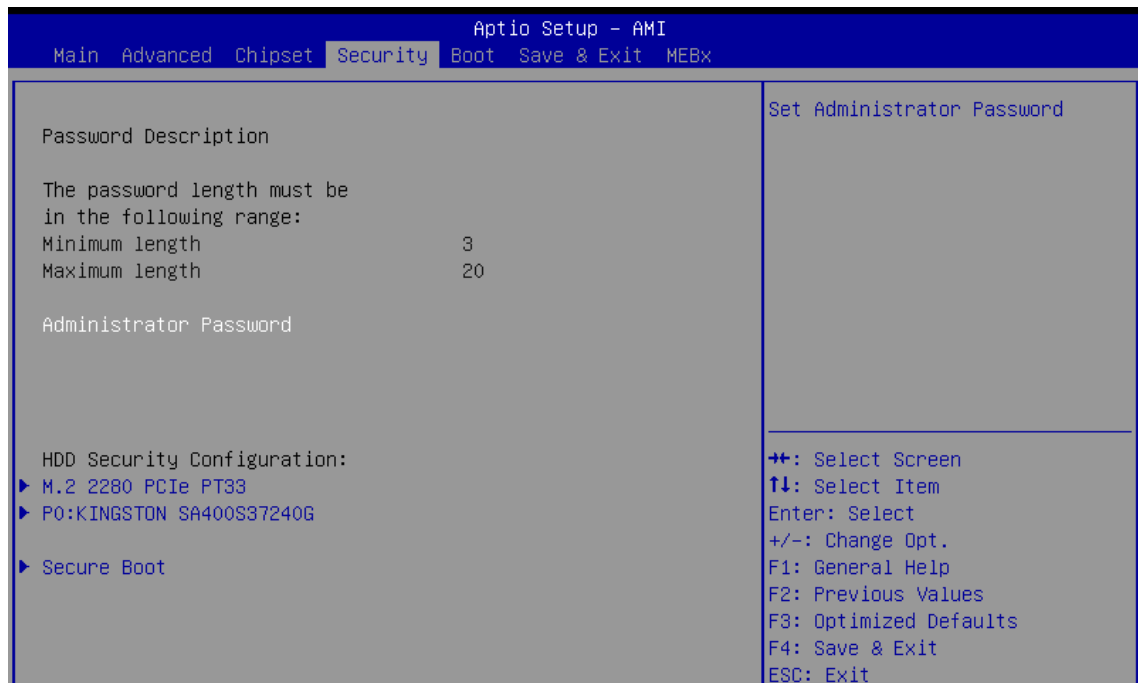 Aptio Setup – AMI
Main Advanced Chipset Security Boot Save & Exit MEBx
Password Description
The password length must be
in the following range:
Minimum length 3
Maximum length 20
Administrator Password
HDD Security Configuration:
▶ M.2 2280 PCIe PT33
▶ P0:KINGSTON SA400S37240G
▶ Secure Boot
Set Administrator Password
→←: Select Screen
↑↓: Select Item
Enter: Select
+/-: Change Opt.
F1: General Help
F2: Previous Values
F3: Optimized Defaults
F4: Save & Exit
ESC: Exit